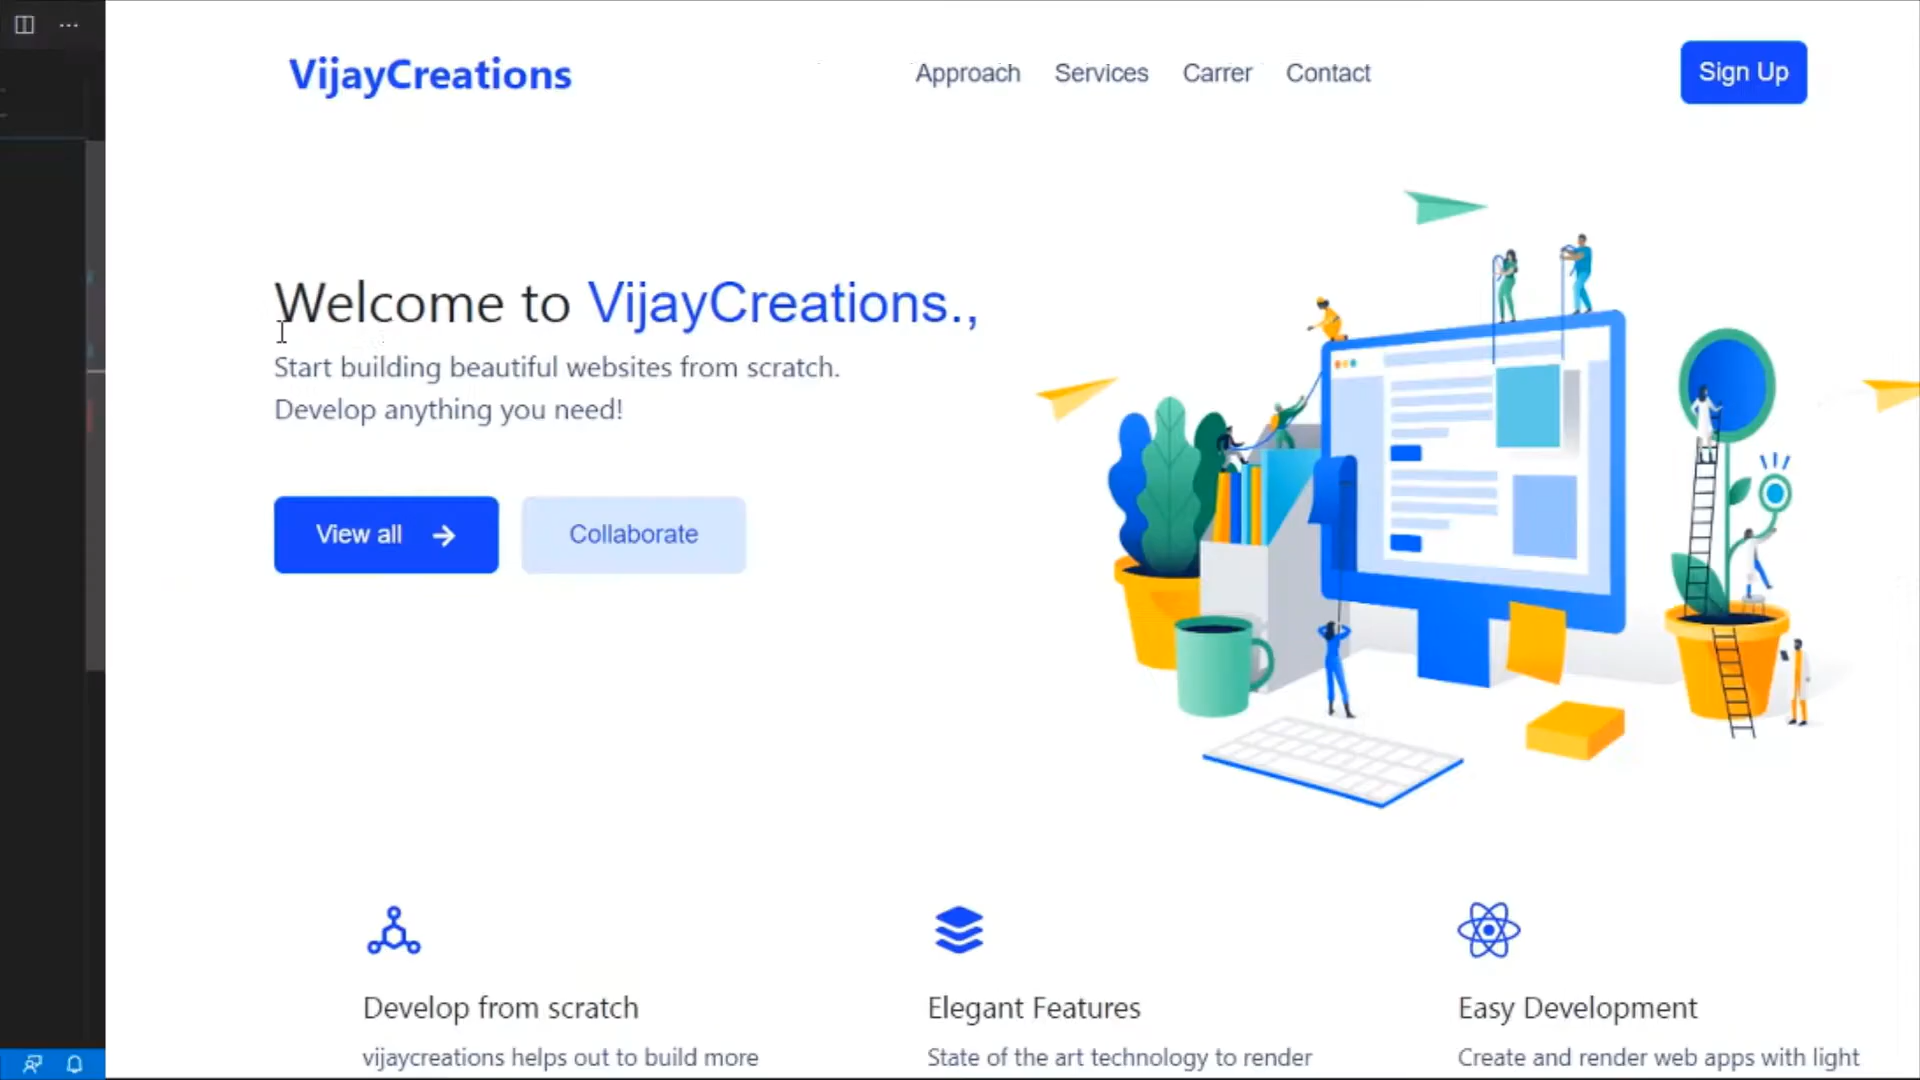 VijayCreations
Approach Services Carrer Contact
Sign Up
Welcome to VijayCreations.,
Start building beautiful websites from scratch.
Develop anything you need!
View all
Collaborate
Develop from scratch
vijaycreations helps out to build more
Elegant Features
State of the art technology to render
Easy Development
Create and render web apps with light